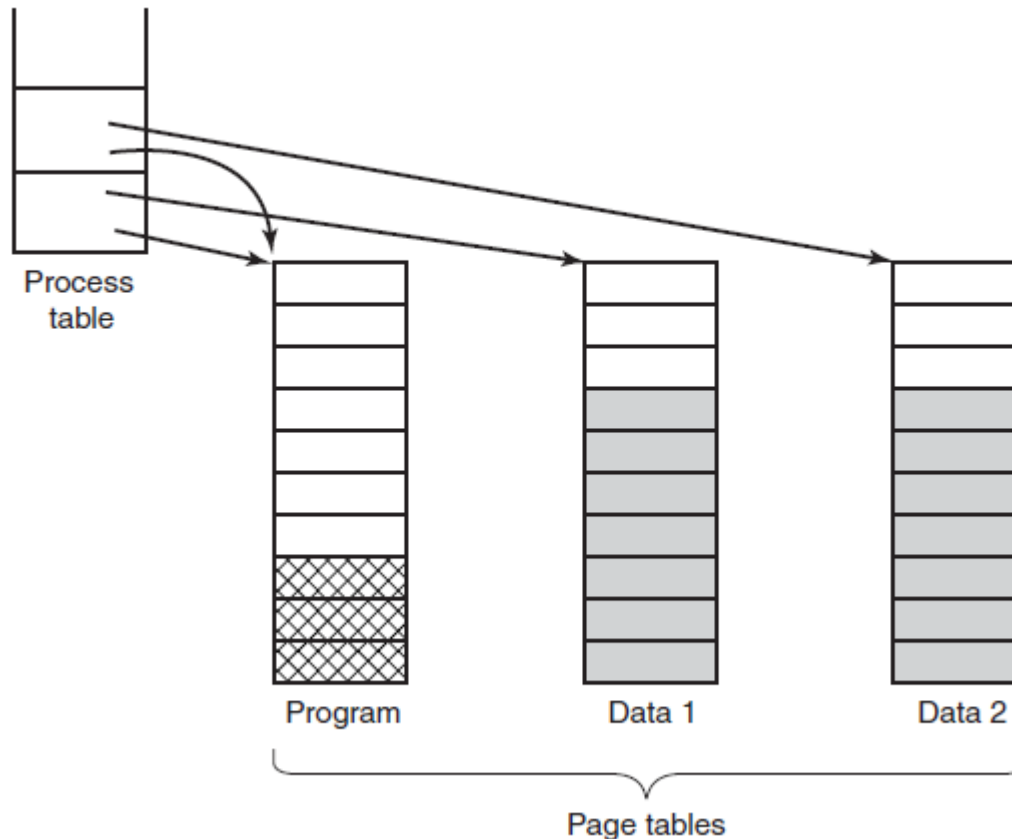 Process
table
Program
Data 1
Data 2
Page tables